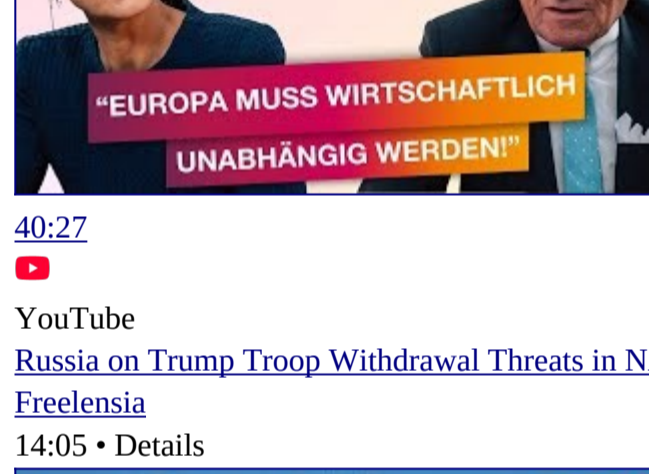 “EUROPA MUSS WIRTSCHAFTLICH
UNABHÄNGIG WERDEN!”
40:27
YouTube
Russia on Trump Troop Withdrawal Threats in N
Freelensia
14:05 • Details